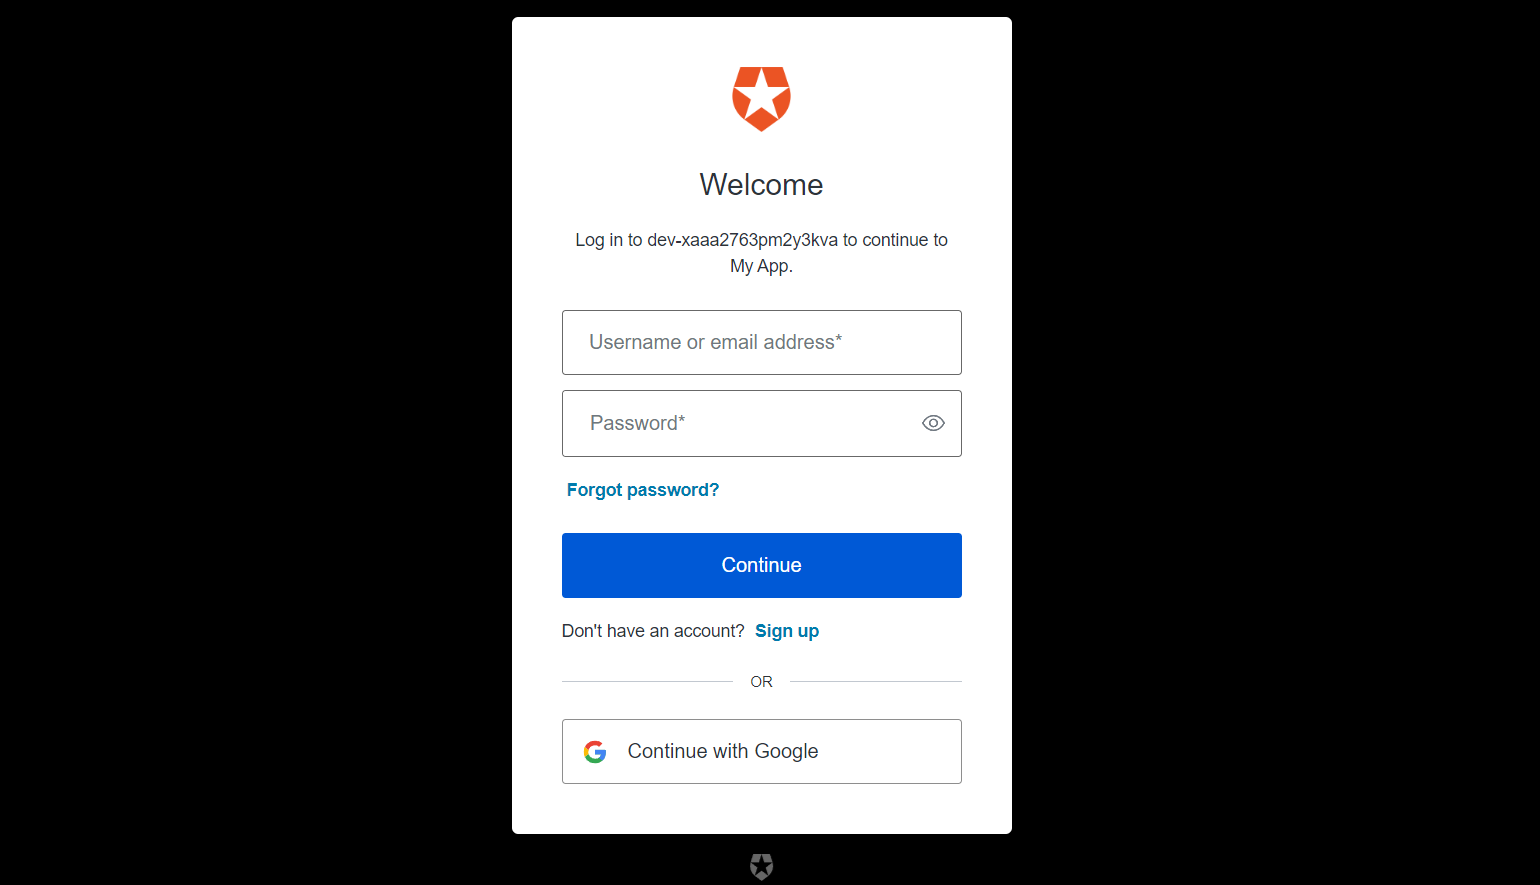 Welcome
Log in to dev-xaaa2763pm2y3kva to continue to
My App.
Username or email address*
Password*
Forgot password?
Continue
Don't have an account? Sign up
OR
Continue with Google